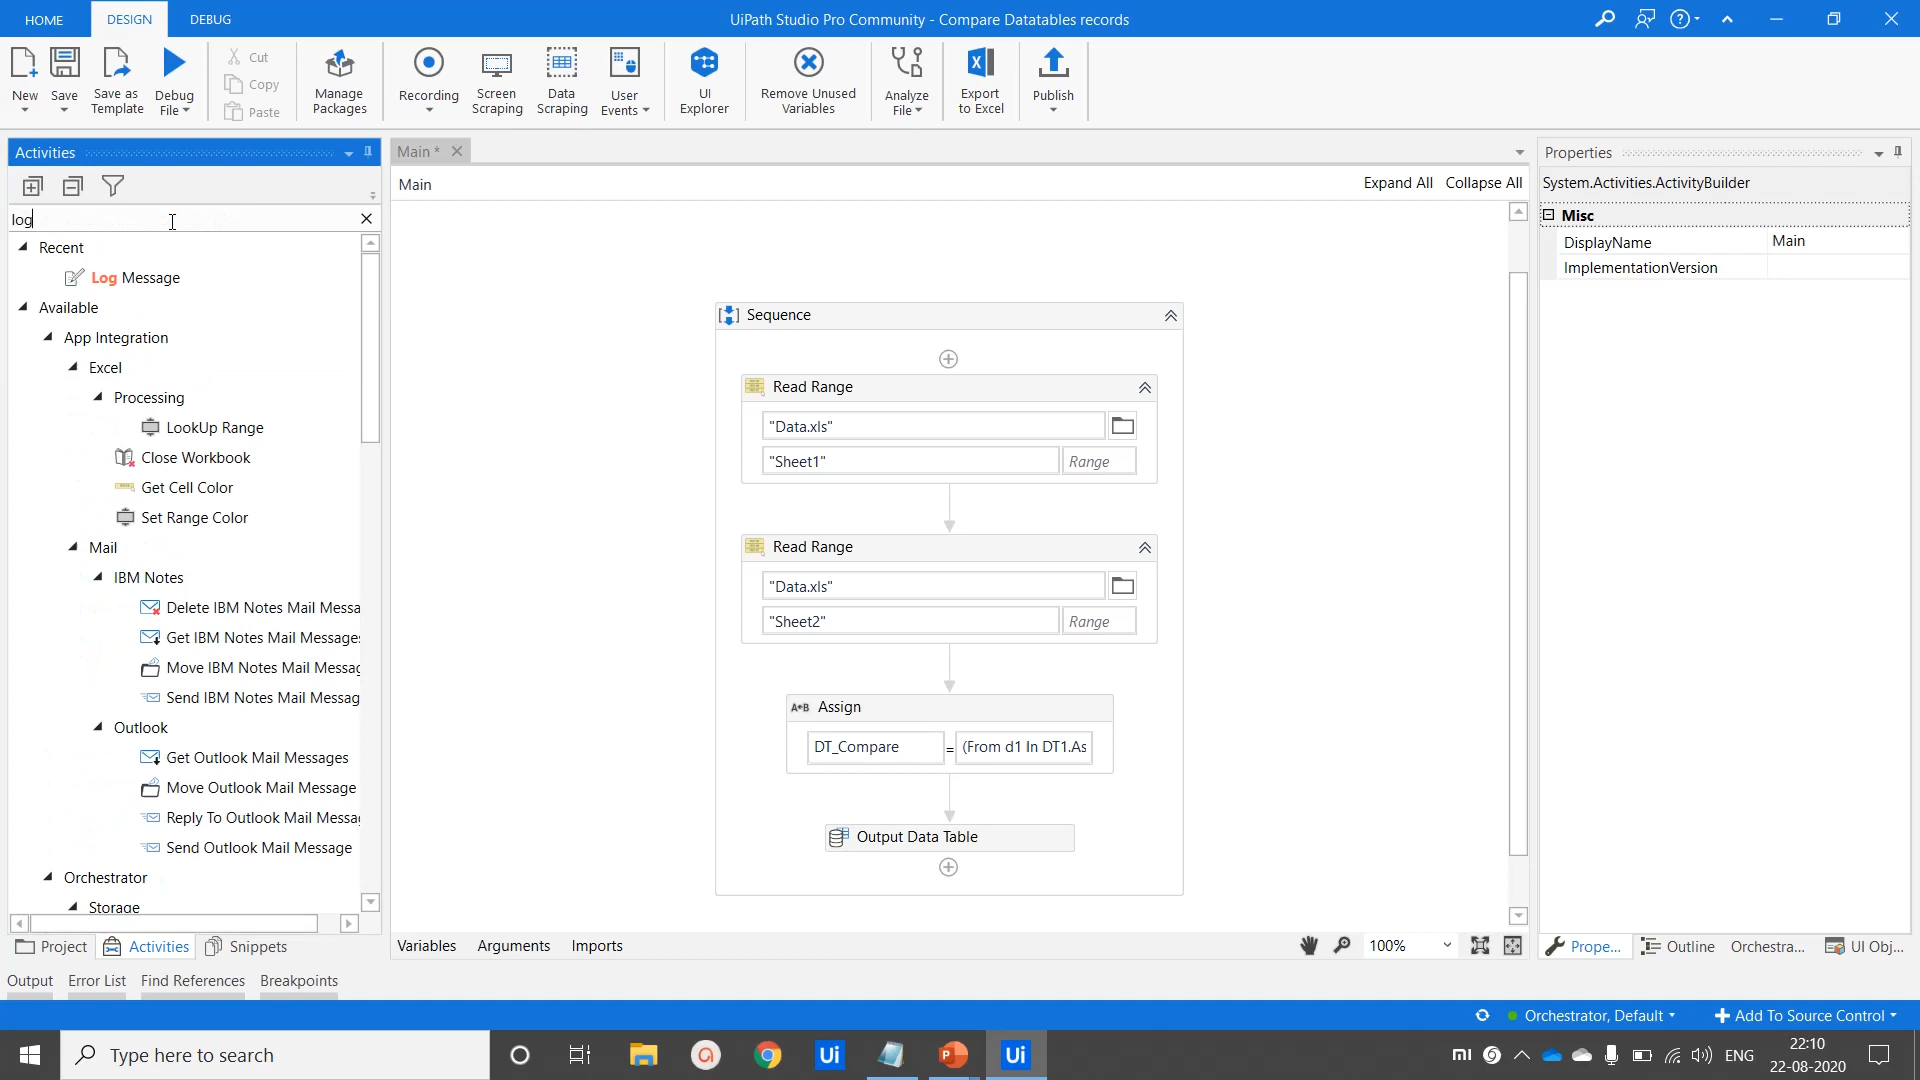 HOME
DESIGN
DEBUG
UiPath Studio Pro Community - Compare Datatables records
New
Save
Save as
Template
Debug
File
Cut
Copy
Paste
Manage
Packages
Recording
Screen
Scraping
Data
Scraping
User
Events
UI
Explorer
Remove Unused
Variables
Analyze
File
Export
to Excel
Publish
Activities
log
Recent
Log Message
Available
App Integration
Excel
Processing
LookUp Range
Close Workbook
Get Cell Color
Set Range Color
Mail
IBM Notes
Delete IBM Notes Mail Messa
Get IBM Notes Mail Messages
Move IBM Notes Mail Messag
Send IBM Notes Mail Messag
Outlook
Get Outlook Mail Messages
Move Outlook Mail Message
Reply To Outlook Mail Messa
Send Outlook Mail Message
Orchestrator
Storage
Project
Activities
Snippets
Main *
Main
Expand All
Collapse All
Sequence
Read Range
"Data.xls"
"Sheet1"
Range
Read Range
"Data.xls"
"Sheet2"
Range
A+B Assign
DT_Compare = (From d1 In DT1.As
Output Data Table
Variables
Arguments
Imports
100%
Properties
System.Activities.ActivityBuilder
Misc
DisplayName
Main
ImplementationVersion
Prope...
Outline
Orchestra...
UI Obj...
Output
Error List
Find References
Breakpoints
Orchestrator, Default
Add To Source Control
Type here to search
Ui
Ui
mi
ENG
22:10
22-08-2020